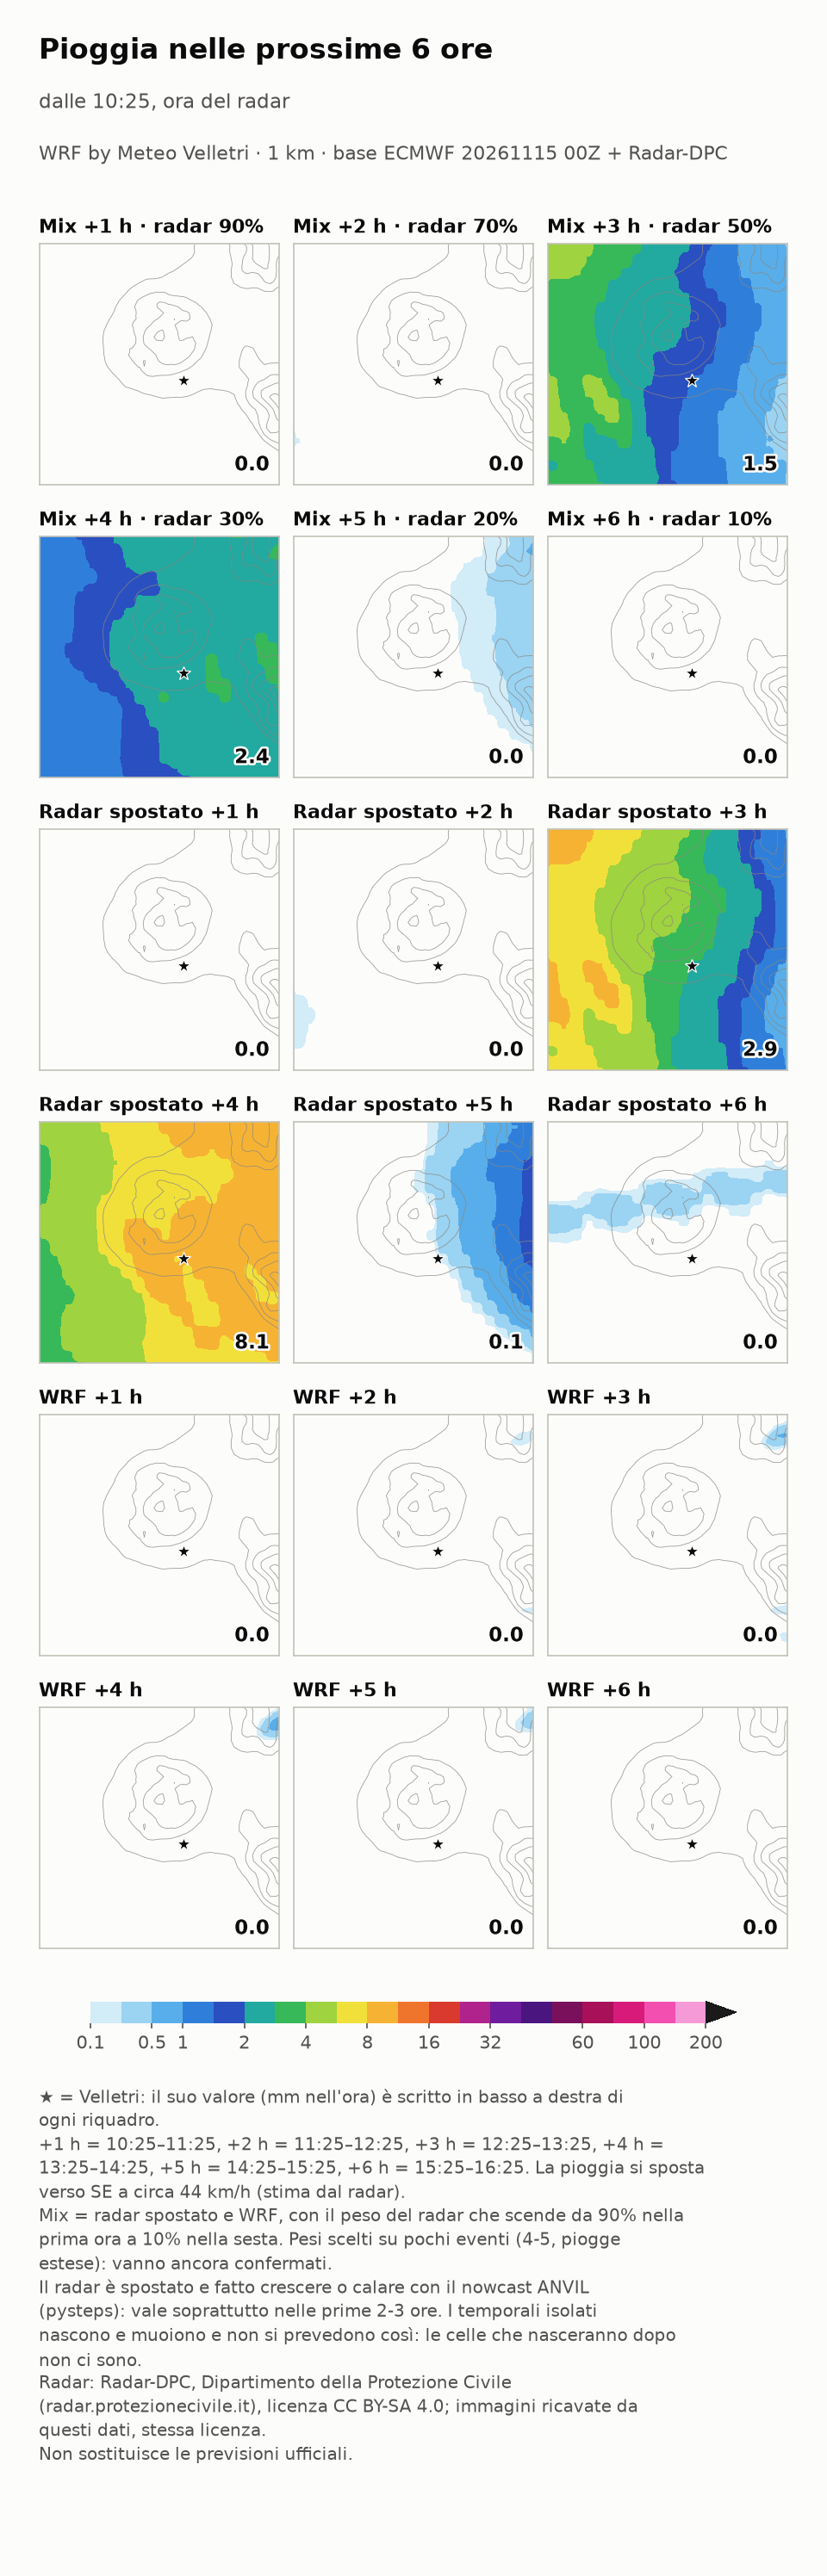 Pioggia nelle prossime 6 ore
dalle 10:25, ora del radar
WRF by Meteo Velletri · 1 km · base ECMWF 20261115 00Z + Radar-DPC
Mix +1 h · radar 90%
Mix +2 h · radar 70%
Mix +3 h · radar 50%
0.0
0.0
1.5
Mix +4 h · radar 30%
Mix +5 h · radar 20%
Mix +6 h · radar 10%
2.4
0.0
0.0
Radar spostato +1 h
Radar spostato +2 h
Radar spostato +3 h
0.0
0.0
2.9
Radar spostato +4 h
Radar spostato +5 h
Radar spostato +6 h
8.1
0.1
0.0
WRF +1 h
WRF +2 h
WRF +3 h
0.0
0.0
0.0
WRF +4 h
WRF +5 h
WRF +6 h
0.0
0.0
0.0
0.1 0.5 1 2 4 8 16 32 60 100 200
★ = Velletri: il suo valore (mm nell'ora) è scritto in basso a destra di
ogni riquadro.
+1 h = 10:25–11:25, +2 h = 11:25–12:25, +3 h = 12:25–13:25, +4 h =
13:25–14:25, +5 h = 14:25–15:25, +6 h = 15:25–16:25. La pioggia si sposta
verso SE a circa 44 km/h (stima dal radar).
Mix = radar spostato e WRF, con il peso del radar che scende da 90% nella
prima ora a 10% nella sesta. Pesi scelti su pochi eventi (4-5, piogge
estese): vanno ancora confermati.
Il radar è spostato e fatto crescere o calare con il nowcast ANVIL
(pysteps): vale soprattutto nelle prime 2-3 ore. I temporali isolati
nascono e muoiono e non si prevedono così: le celle che nasceranno dopo
non ci sono.
Radar: Radar-DPC, Dipartimento della Protezione Civile
(radar.protezionecivile.it), licenza CC BY-SA 4.0; immagini ricavate da
questi dati, stessa licenza.
Non sostituisce le previsioni ufficiali.